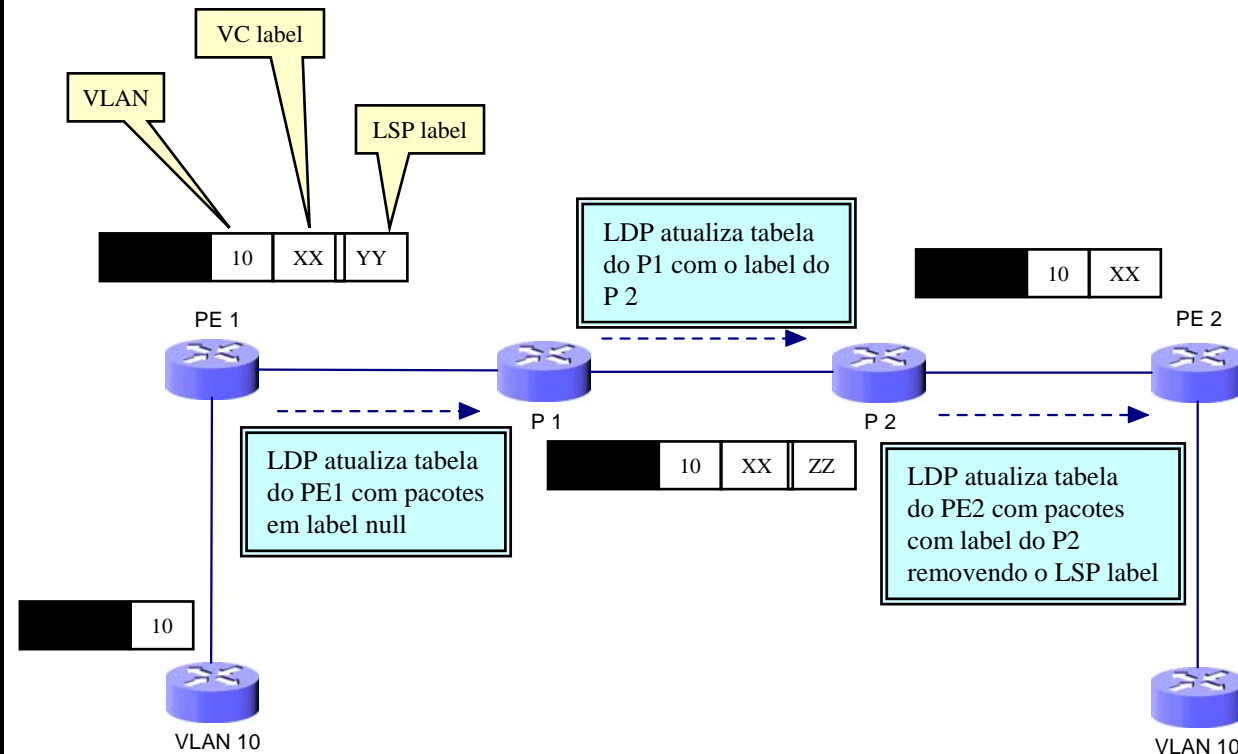 VC label
VLAN
LSP label
10 XX YY
LDP atualiza tabela
do P1 com o label do
P 2
10 XX
PE 1
PE 2
P 1
P 2
LDP atualiza tabela
do PE1 com pacotes
em label null
10 XX ZZ
LDP atualiza tabela
do PE2 com pacotes
com label do P2
removendo o LSP label
10
VLAN 10
VLAN 10